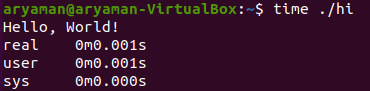 aryaman@aryaman-VirtualBox:~$ time ./hi
Hello, World!
real    0m0.001s
user    0m0.001s
sys     0m0.000s